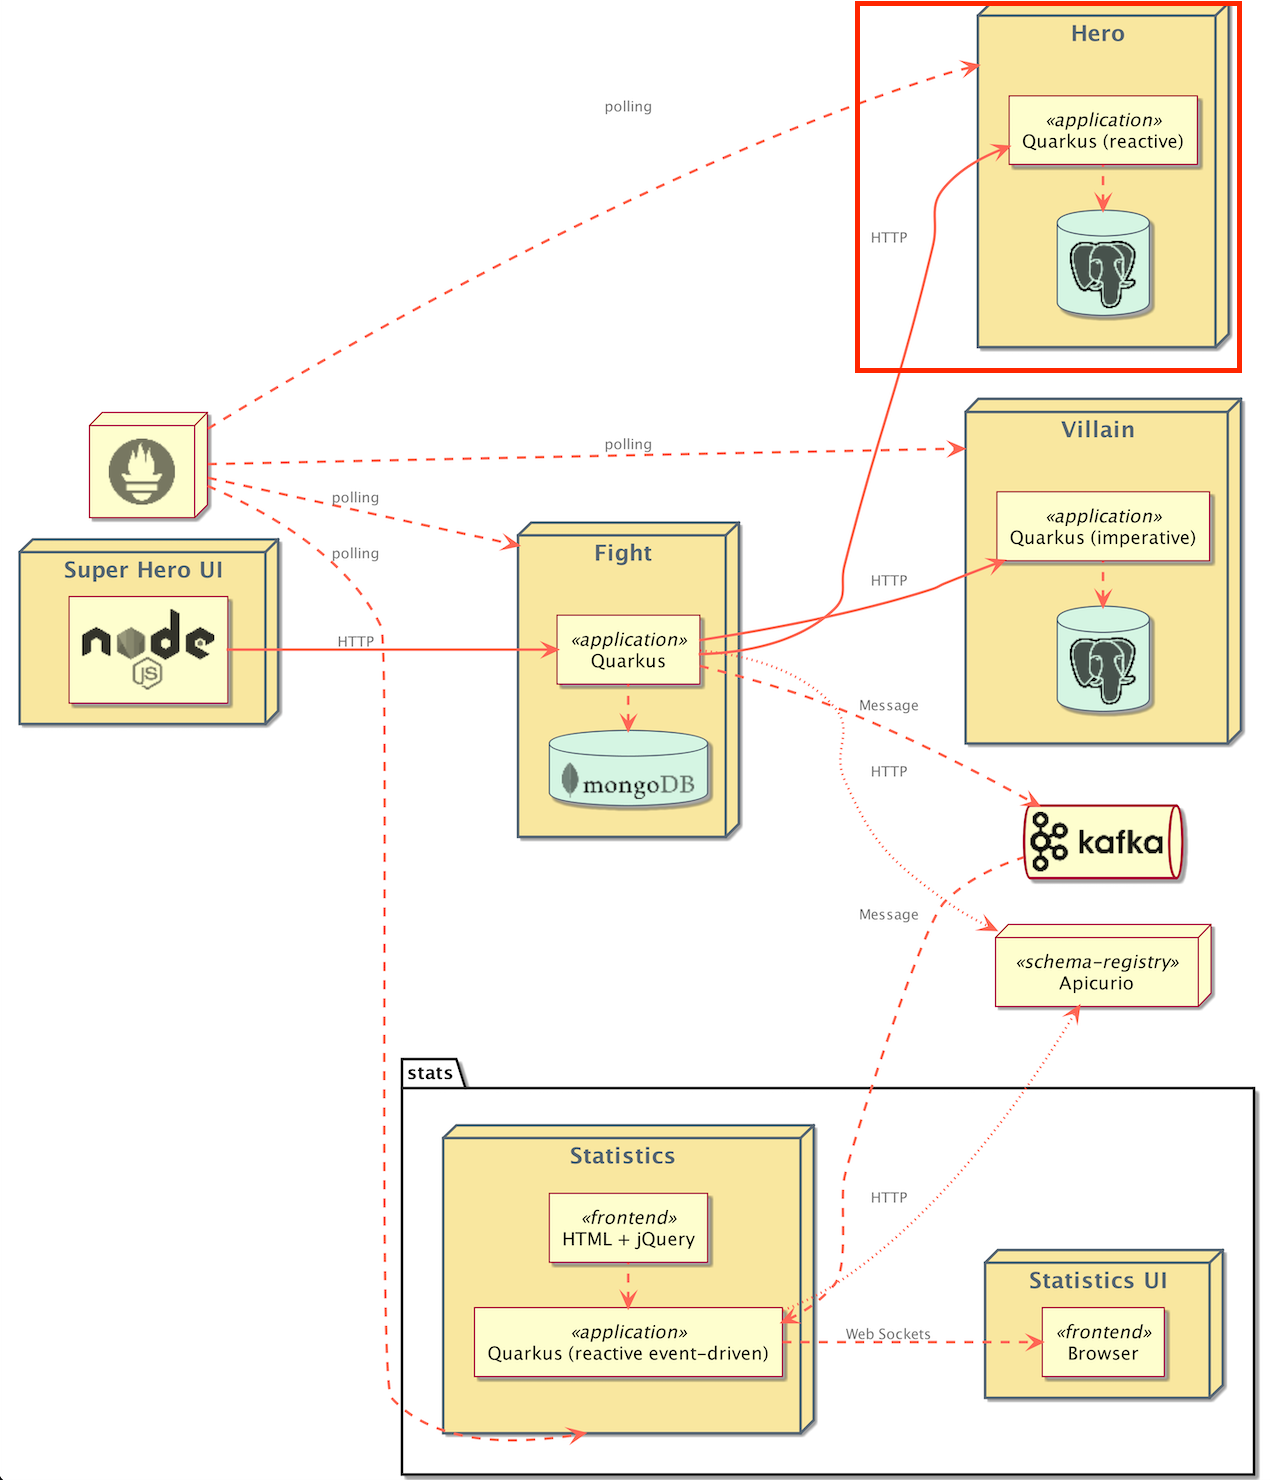 Hero
polling
«application»
Quarkus (reactive)
HTTP
Villain
polling
«application»
Quarkus (imperative)
polling
Fight
polling
Super Hero UI
node
JS
HTTP
«application»
Quarkus
HTTP
Message
HTTP
mongoDB
kafka
Message
«schema-registry»
Apicurio
stats
Statistics
«frontend»
HTML + jQuery
HTTP
«application»
Quarkus (reactive event-driven)
Web Sockets
Statistics UI
«frontend»
Browser